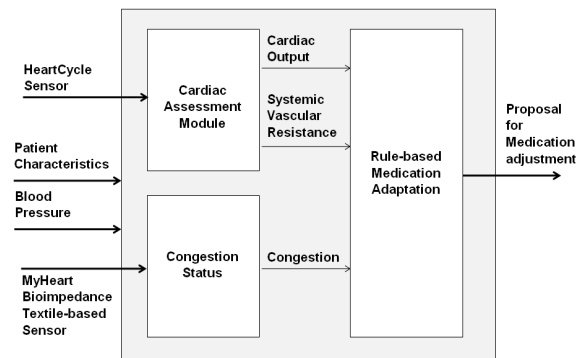 HeartCycle
Sensor
Patient
Characteristics
Blood
Pressure
MyHeart
Bioimpedance
Textile-based
Sensor
Cardiac
Assessment
Module
Congestion
Status
Cardiac
Output
Systemic
Vascular
Resistance
Congestion
Rule-based
Medication
Adaptation
Proposal
for
Medication
adjustment